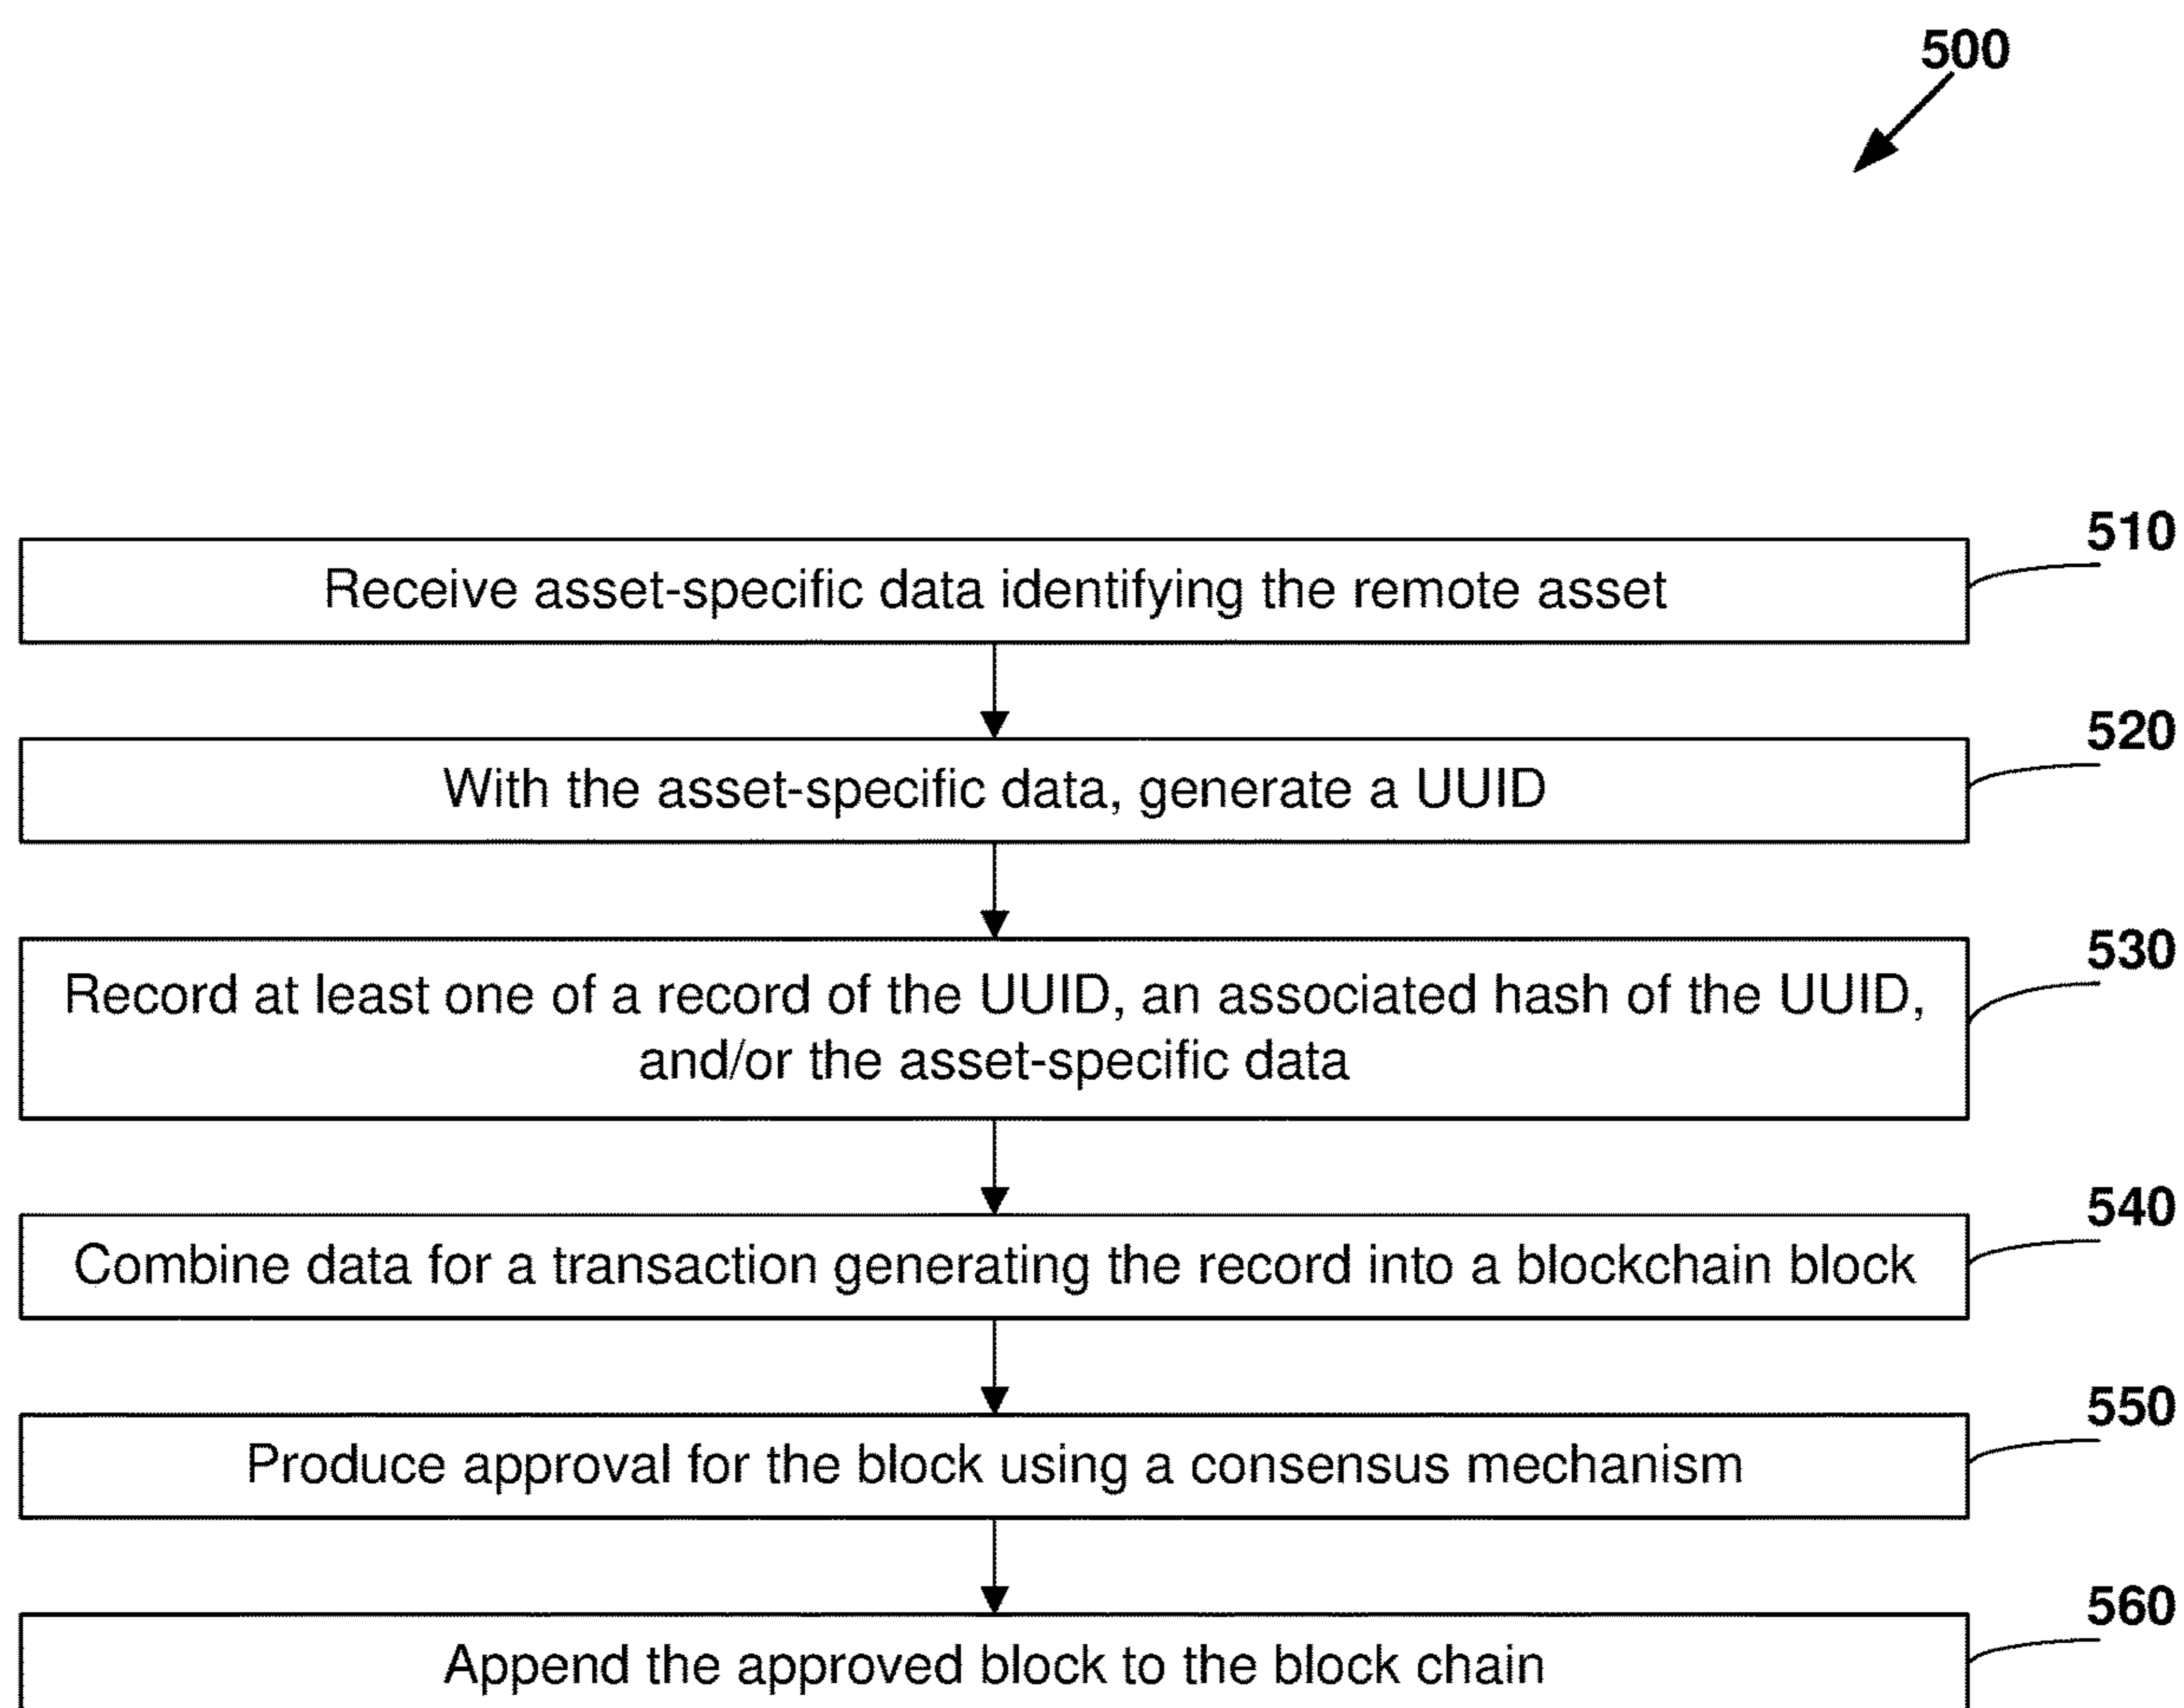 500
510
Receive asset-specific data identifying the remote asset
520
With the asset-specific data, generate a UUID
530
Record at least one of a record of the UUID, an associated hash of the UUID,
and/or the asset-specific data
540
Combine data for a transaction generating the record into a blockchain block
550
Produce approval for the block using a consensus mechanism
560
Append the approved block to the block chain